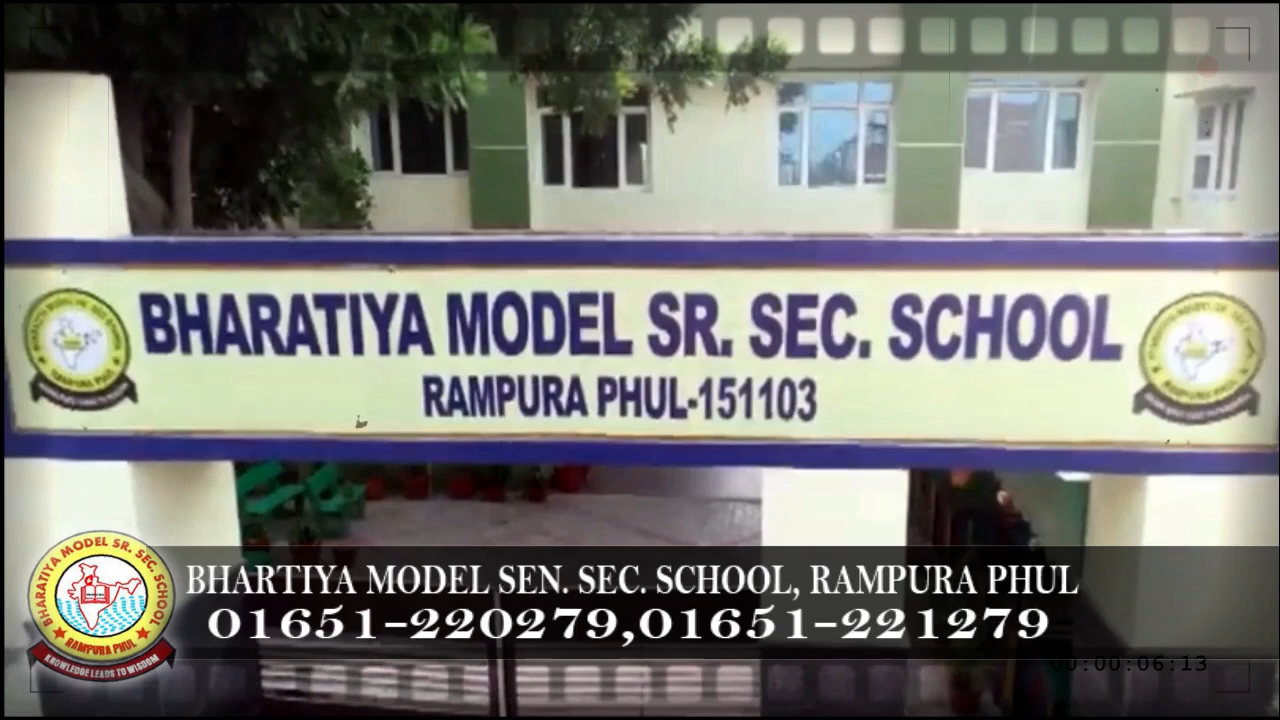 BHARATIYA MODEL SR. SEC. SCHOOL
RAMPURA PHUL-151103
BHARATIYA MODEL SR. SEC. SCHOOL
RAMPURA PHUL
KNOWLEDGE LEADS TO WISDOM
BHARTIYA MODEL SEN. SEC. SCHOOL, RAMPURA PHUL
01651-220279,01651-221279
00:00:06:13